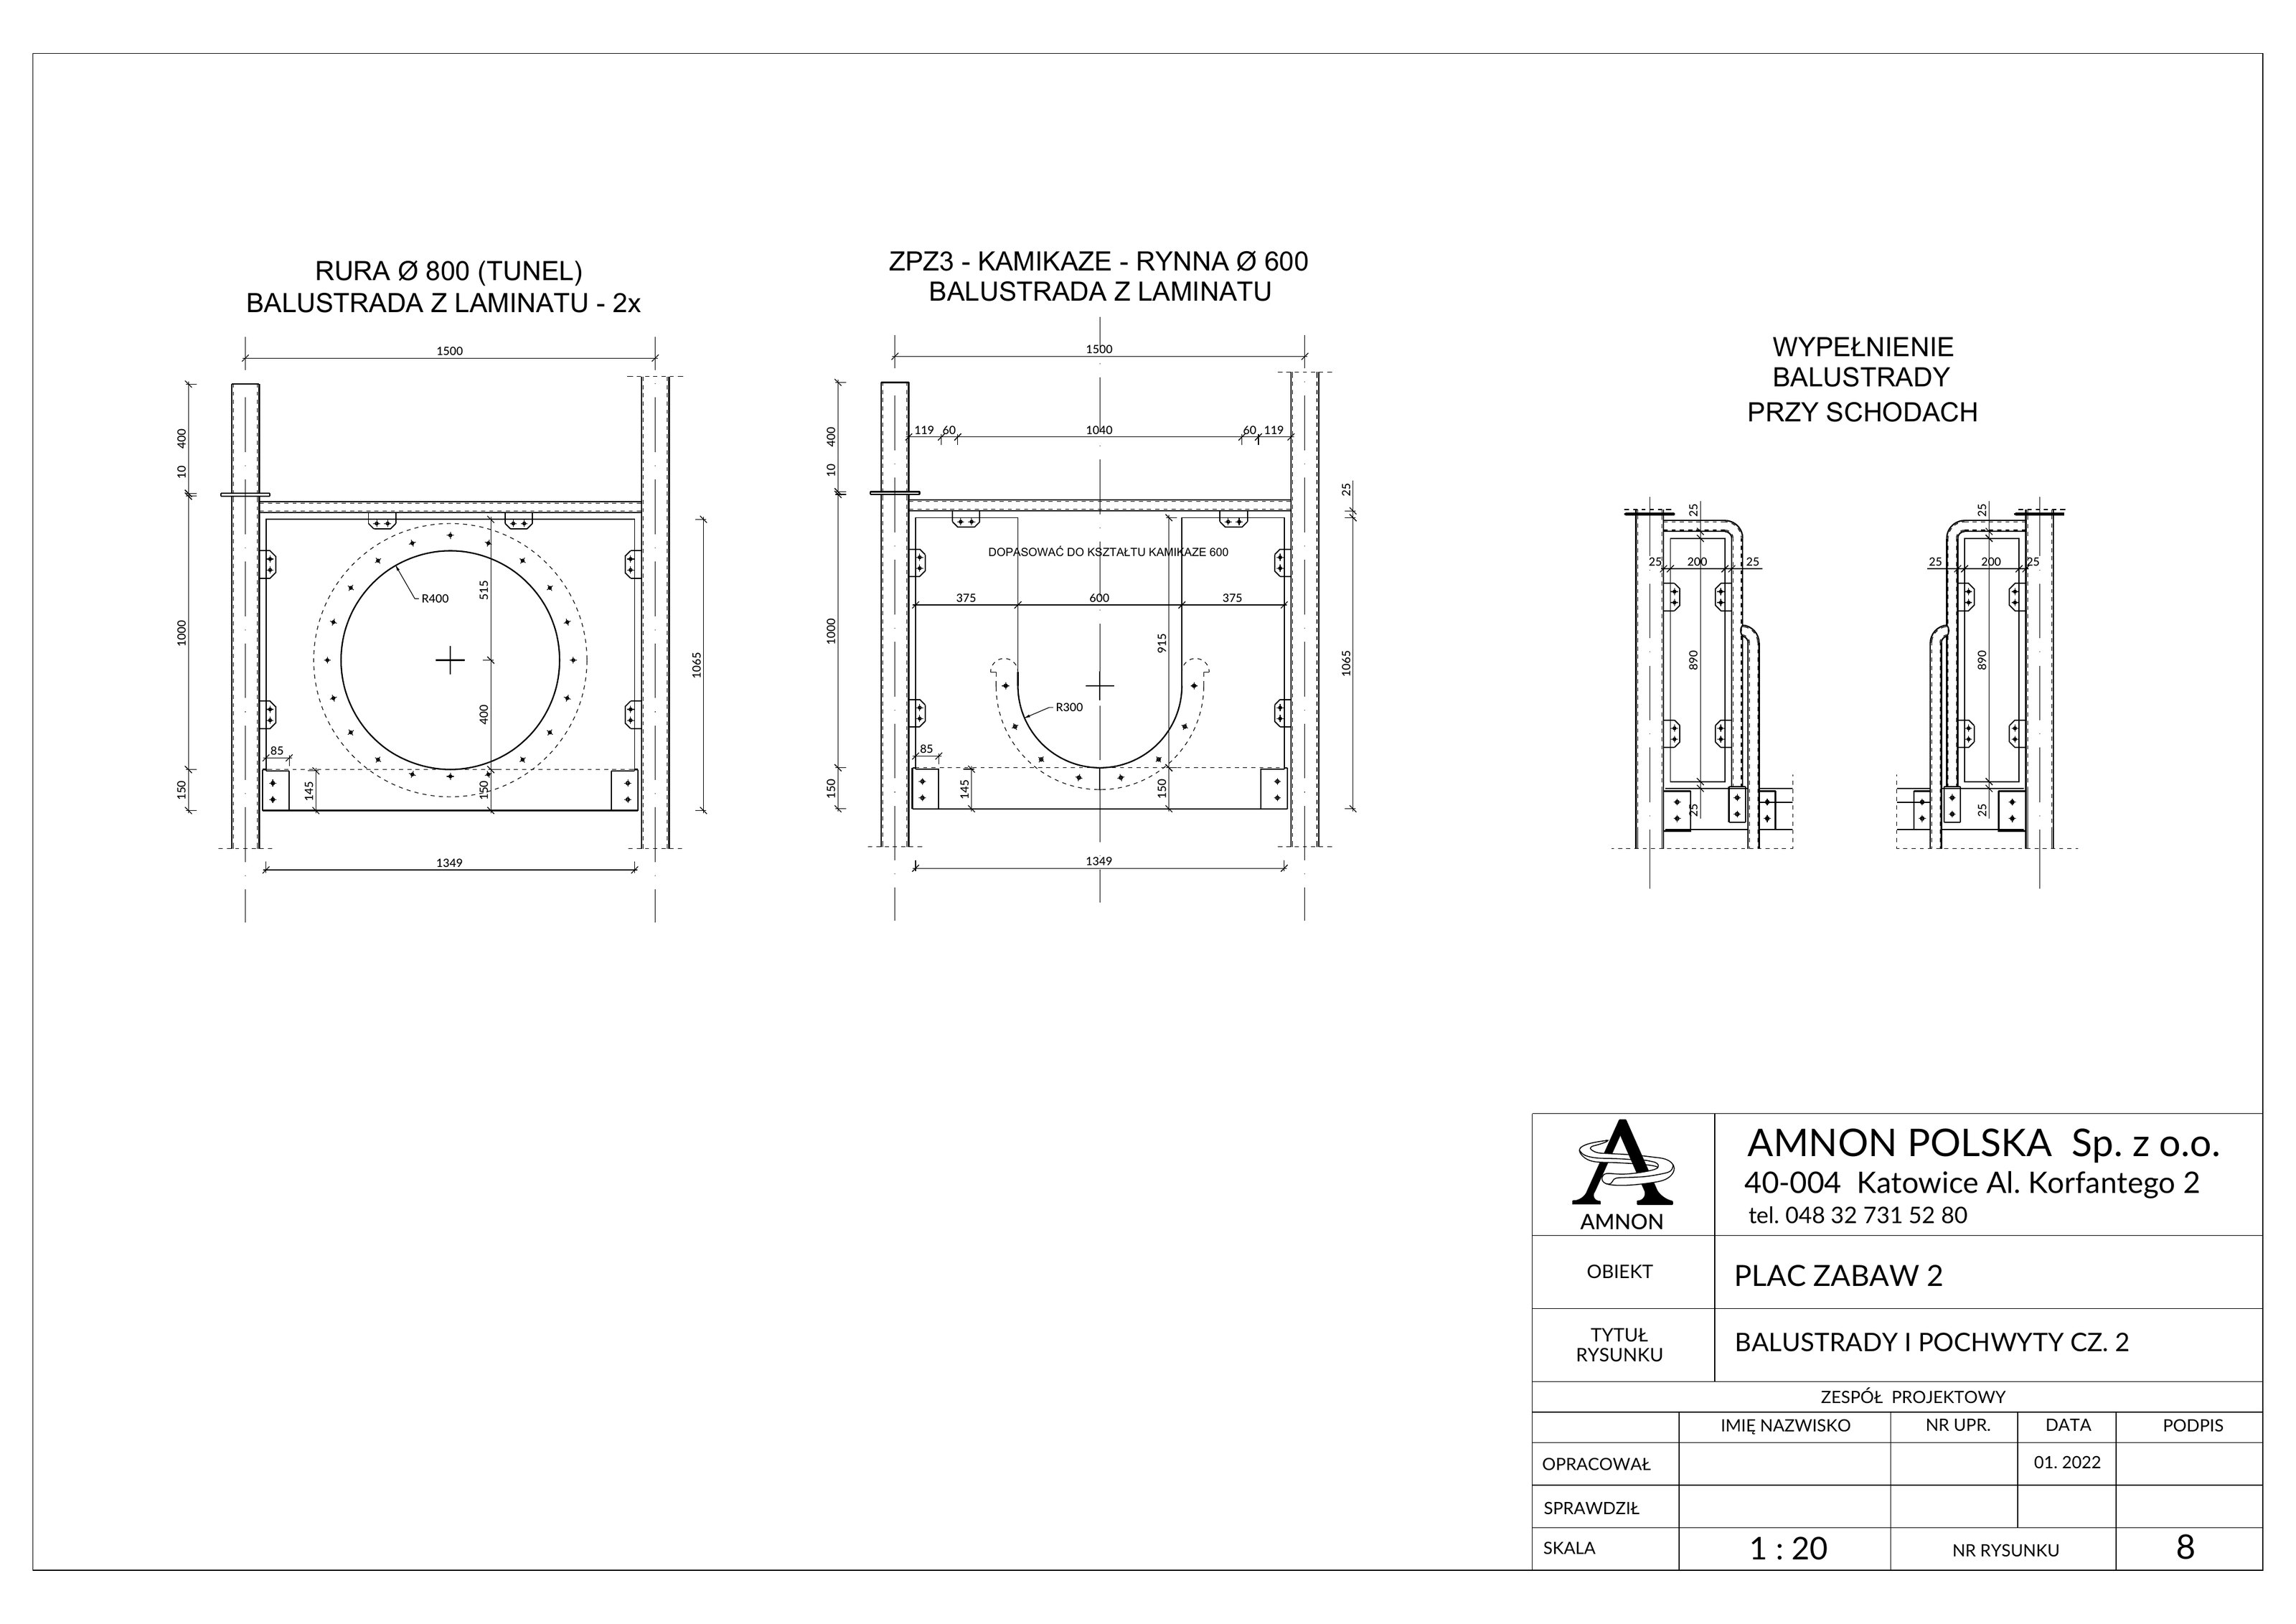 RURA Ø 800 (TUNEL)
BALUSTRADA Z LAMINATU - 2x
1500
400
10
1000
150
R400
515
400
150
85
145
1065
1349
ZPZ3 - KAMIKAZE - RYNNA Ø 600
BALUSTRADA Z LAMINATU
1500
119 60 1040 60 119
400
10
1000
150
25
DOPASOWAĆ DO KSZTAŁTU KAMIKAZE 600
375 600 375
915
R300
85
145
150
1065
1349
WYPEŁNIENIE
BALUSTRADY
PRZY SCHODACH
25
25 200 25
890
25
25
25 200 25
890
25
AMNON
AMNON POLSKA Sp. z o.o.
40-004 Katowice Al. Korfantego 2
tel. 048 32 731 52 80
OBIEKT
PLAC ZABAW 2
TYTUŁ
RYSUNKU
BALUSTRADY I POCHWYTY CZ. 2
ZESPÓŁ PROJEKTOWY
IMIĘ NAZWISKO NR UPR. DATA PODPIS
OPRACOWAŁ 01. 2022
SPRAWDZIŁ
SKALA 1 : 20 NR RYSUNKU 8